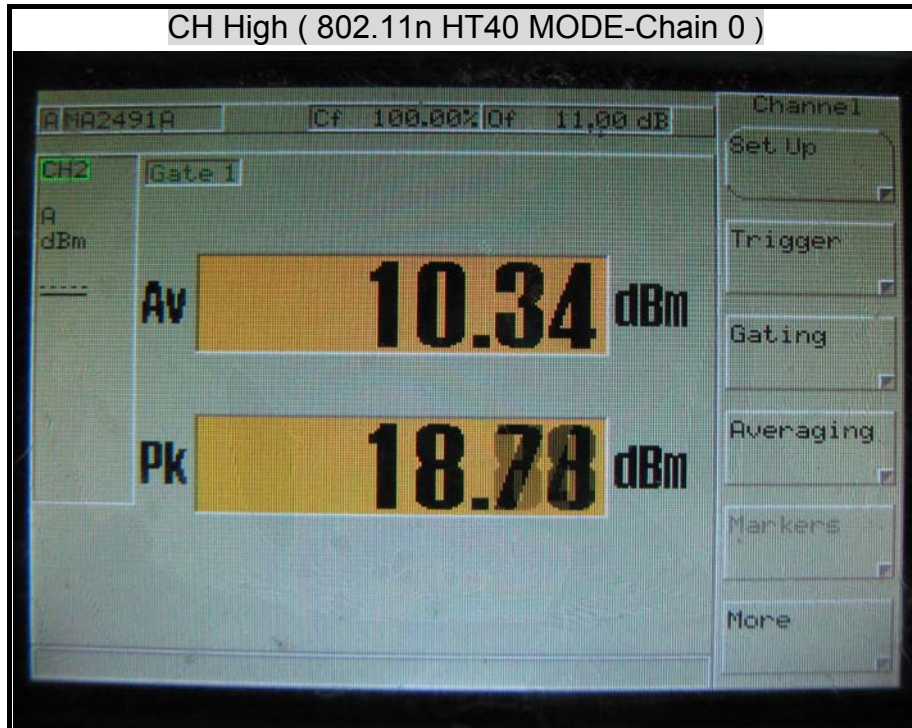 CH High ( 802.11n HT40 MODE-Chain 0 )
A MA2491A Cf 100.00% Of 11,00 dB
Channel
Set Up
CH2 Gate 1
A
dBm
Trigger
Av 10.34 dBm
Gating
Pk 18. dBm
Averaging
Markers
More